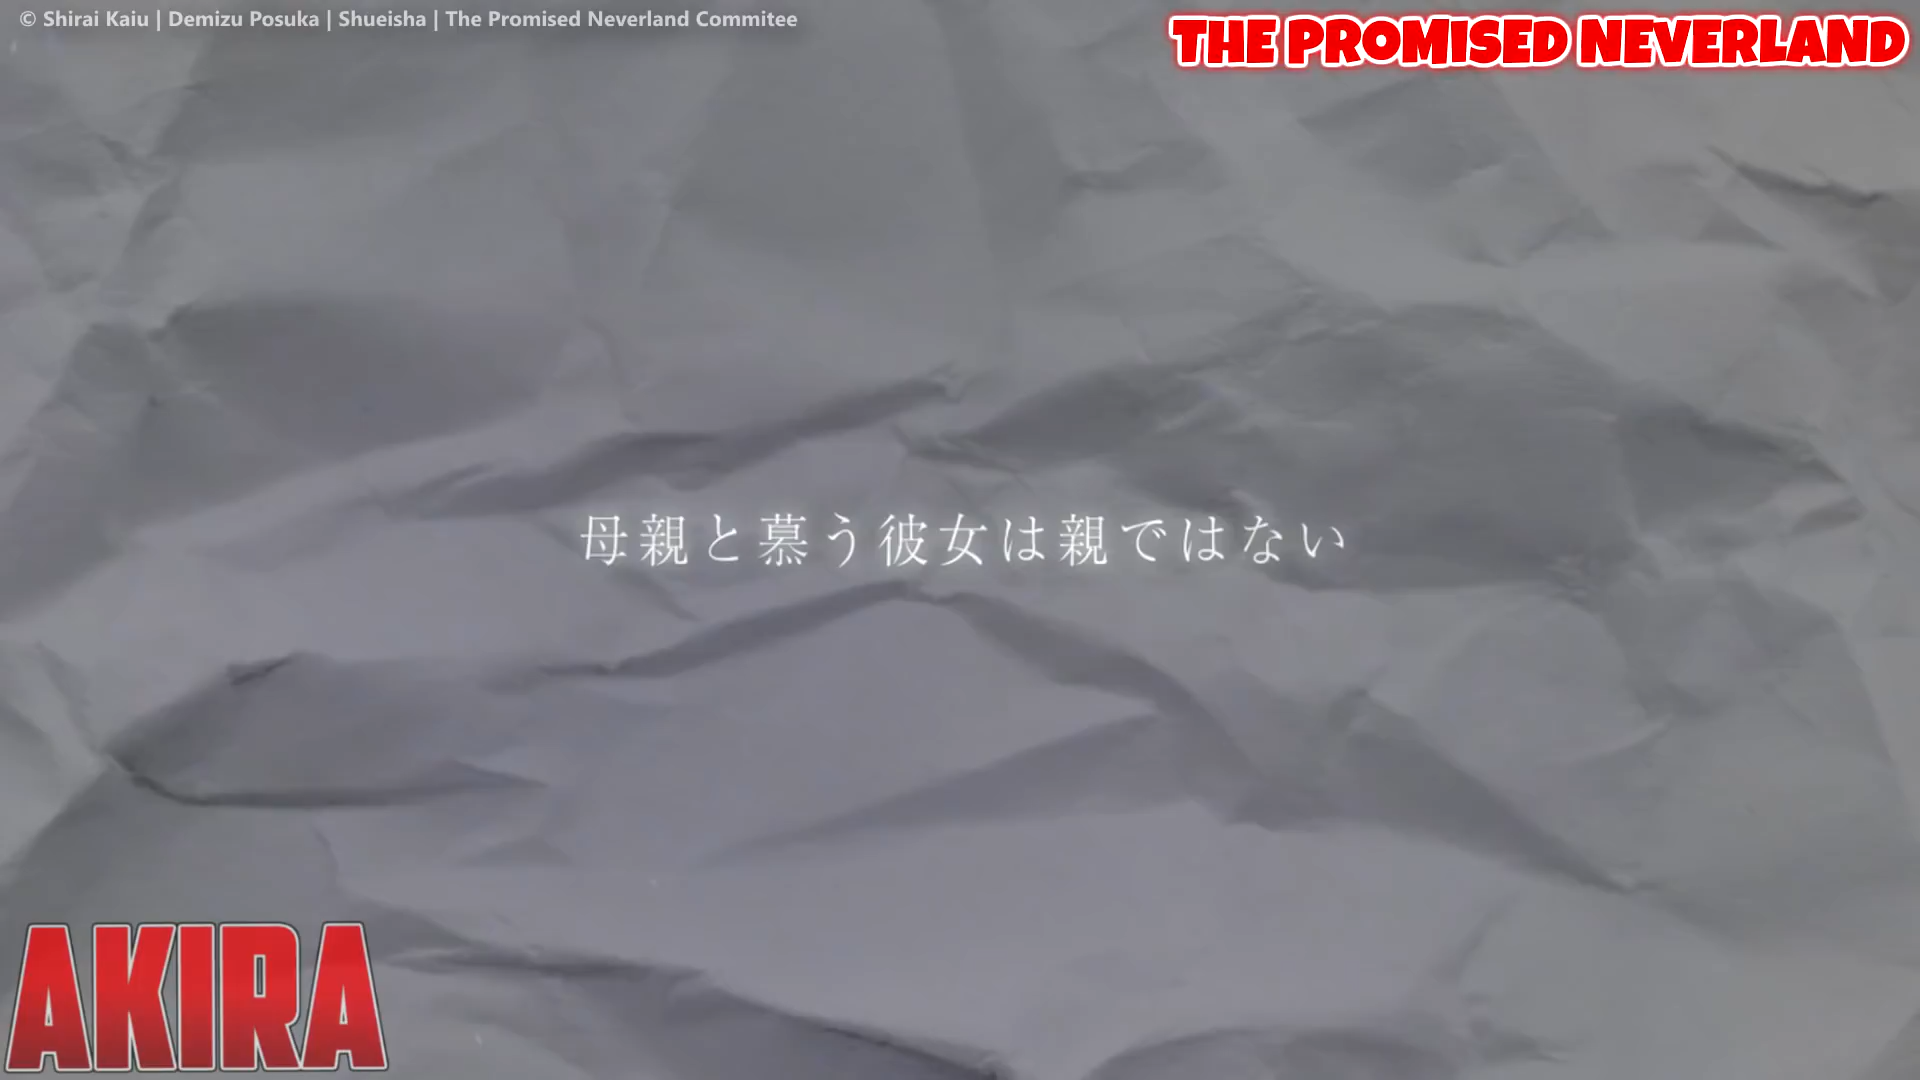 © Shirai Kaiu | Demizu Posuka | Shueisha | The Promised Neverland Commitee
THE PROMISED NEVERLAND
母親と慕う彼女は親ではない
AKIRA